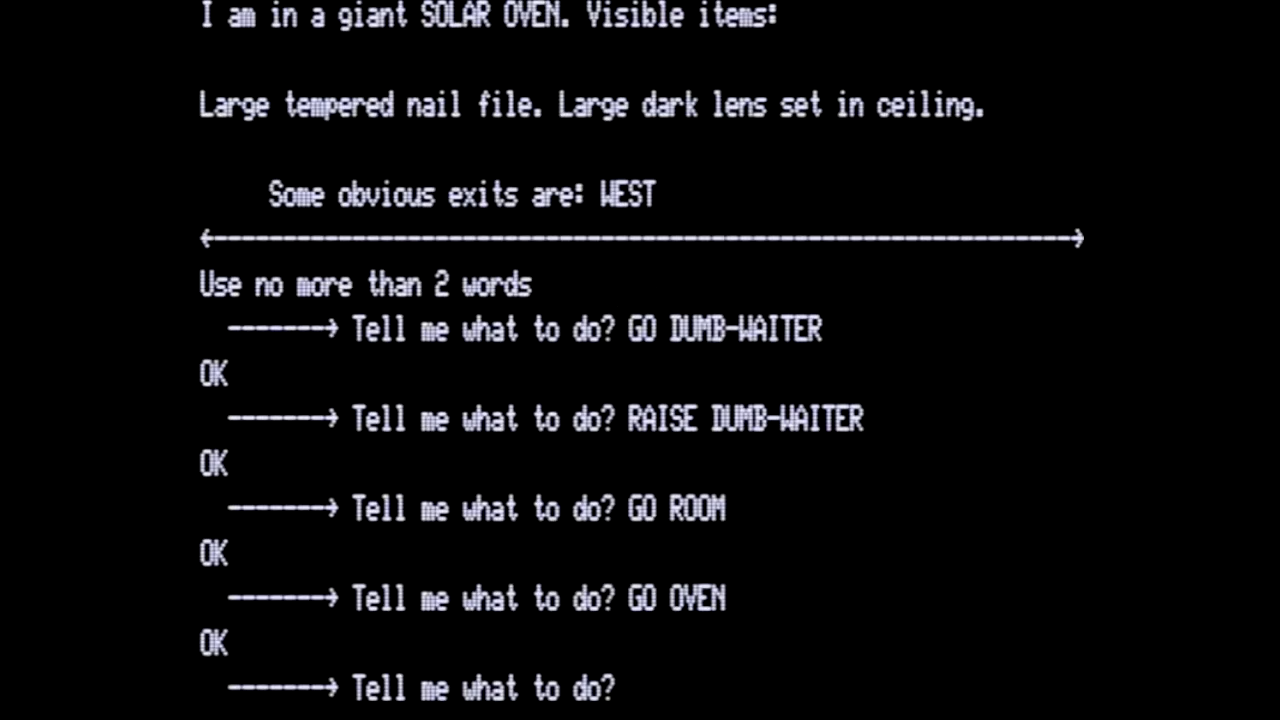 I am in a giant SOLAR OVEN. Visible items:
Large tempered nail file. Large dark lens set in ceiling.
Some obvious exits are: WEST
<---------------------------------------------------------------->
Use no more than 2 words
-------> Tell me what to do? GO DUMB-WAITER
OK
-------> Tell me what to do? RAISE DUMB-WAITER
OK
-------> Tell me what to do? GO ROOM
OK
-------> Tell me what to do? GO OVEN
OK
-------> Tell me what to do?